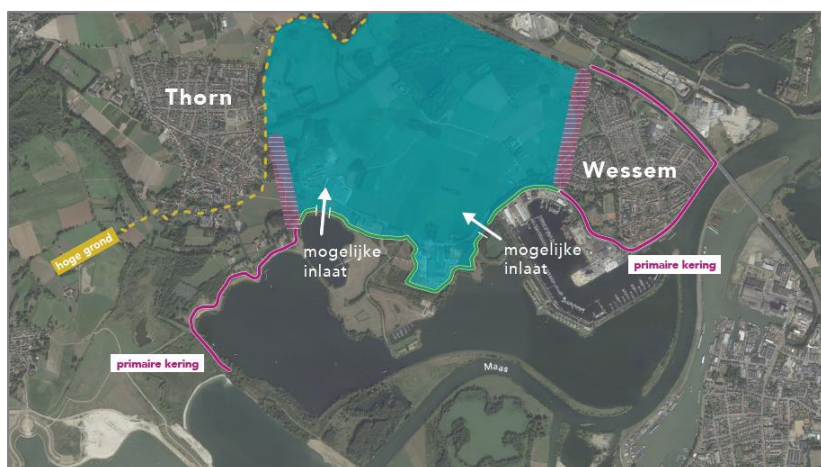 Thorn
Wessem
hoge grond
mogelijke
inlaat
mogelijke
inlaat
primaire kering
primaire kering
Maas